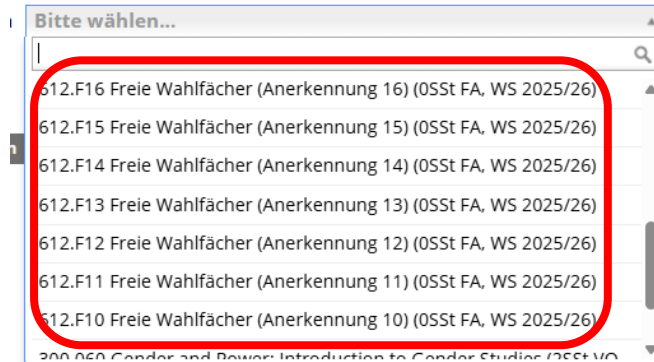 Bitte wählen...
612.F16 Freie Wahlfächer (Anerkennung 16) (0SSt FA, WS 2025/26)
612.F15 Freie Wahlfächer (Anerkennung 15) (0SSt FA, WS 2025/26)
612.F14 Freie Wahlfächer (Anerkennung 14) (0SSt FA, WS 2025/26)
612.F13 Freie Wahlfächer (Anerkennung 13) (0SSt FA, WS 2025/26)
612.F12 Freie Wahlfächer (Anerkennung 12) (0SSt FA, WS 2025/26)
612.F11 Freie Wahlfächer (Anerkennung 11) (0SSt FA, WS 2025/26)
612.F10 Freie Wahlfächer (Anerkennung 10) (0SSt FA, WS 2025/26)
300.060 Gender and Power: Introduction to Gender Studies (2SSt VO